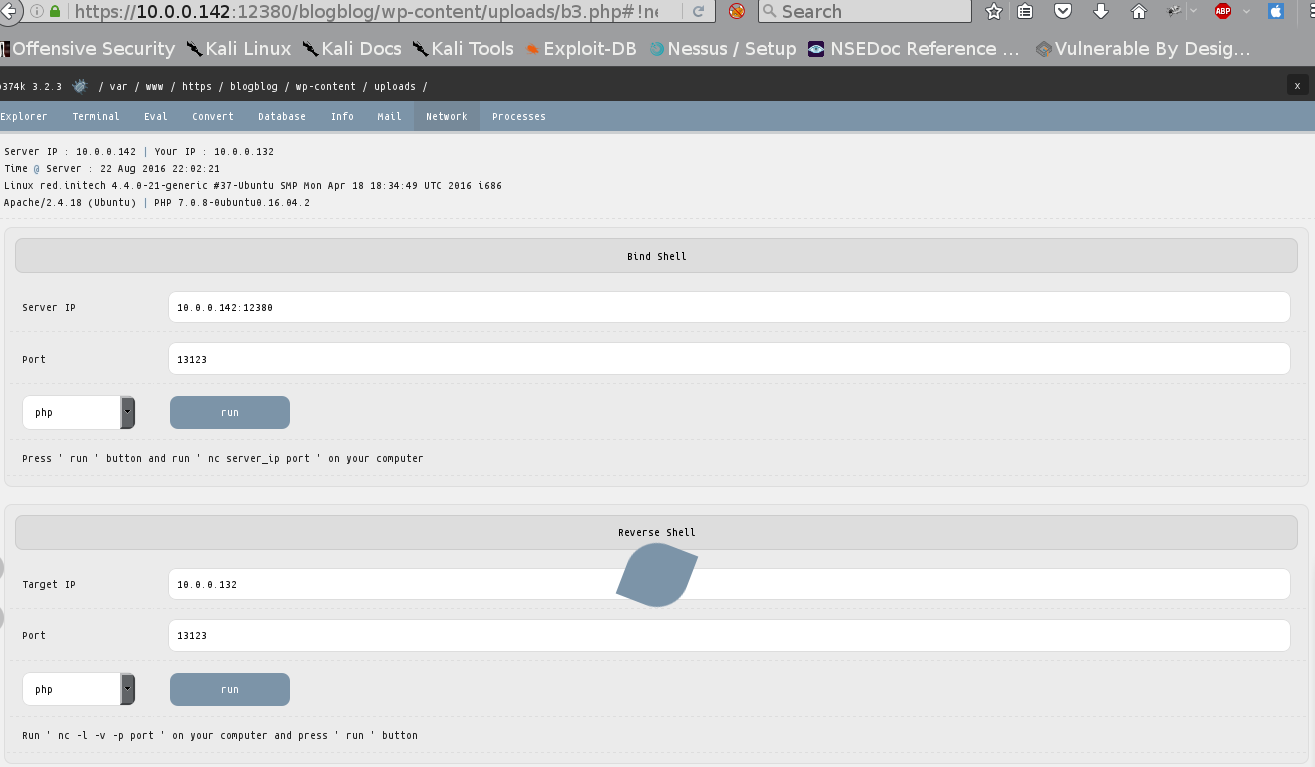 https://10.0.0.142:12380/blogblog/wp-content/uploads/b3.php#!ne
Search
ABP
Offensive Security Kali Linux Kali Docs Kali Tools Exploit-DB Nessus / Setup NSEDoc Reference ... Vulnerable By Desig...
b374k 3.2.3 / var / www / https / blogblog / wp-content / uploads /
x
Explorer Terminal Eval Convert Database Info Mail Network Processes
Server IP : 10.0.0.142 | Your IP : 10.0.0.132
Time @ Server : 22 Aug 2016 22:02:21
Linux red.initech 4.4.0-21-generic #37-Ubuntu SMP Mon Apr 18 18:34:49 UTC 2016 i686
Apache/2.4.18 (Ubuntu) | PHP 7.0.8-0ubuntu0.16.04.2
Bind Shell
Server IP 10.0.0.142:12380
Port 13123
php run
Press ' run ' button and run ' nc server_ip port ' on your computer
Reverse Shell
Target IP 10.0.0.132
Port 13123
php run
Run ' nc -l -v -p port ' on your computer and press ' run ' button